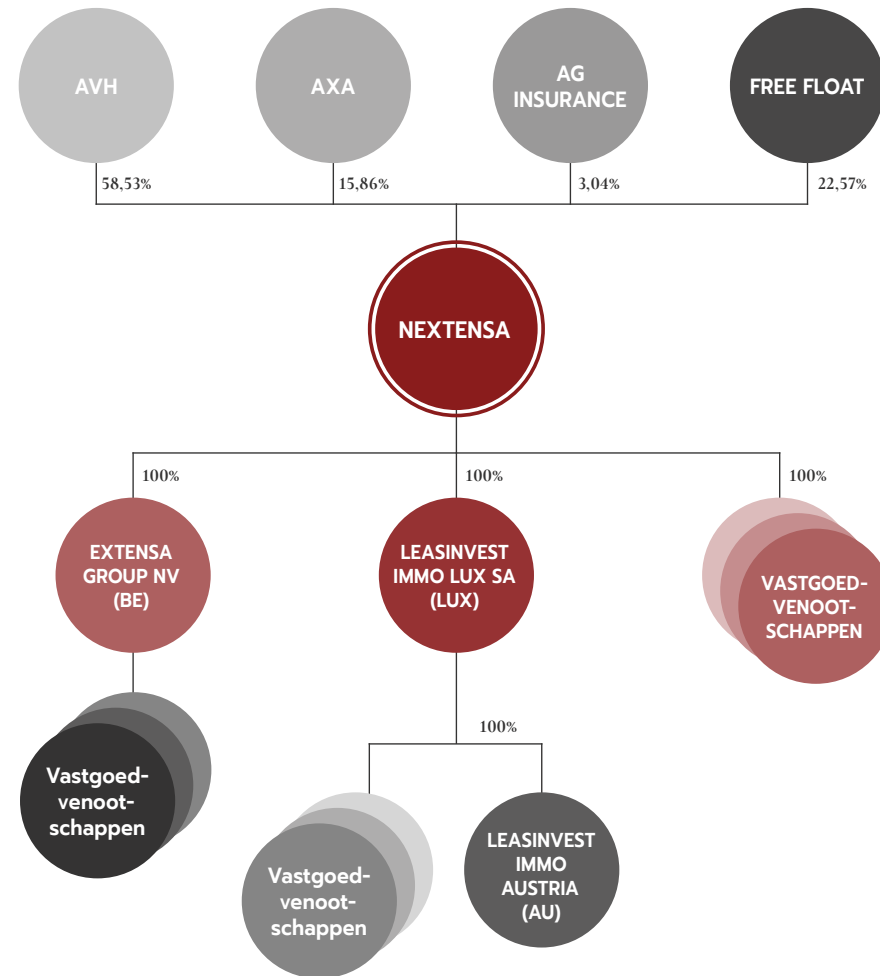 AVH
AXA
AG
INSURANCE
FREE FLOAT
58,53%
15,86%
3,04%
22,57%
NEXTENSA
100%
100%
100%
EXTENSA
GROUP NV
(BE)
LEASINVEST
IMMO LUX SA
(LUX)
VASTGOED-
VENOOT-
SCHAPPEN
100%
Vastgoed-
venoot-
schappen
Vastgoed-
venoot-
schappen
LEASINVEST
IMMO
AUSTRIA
(AU)